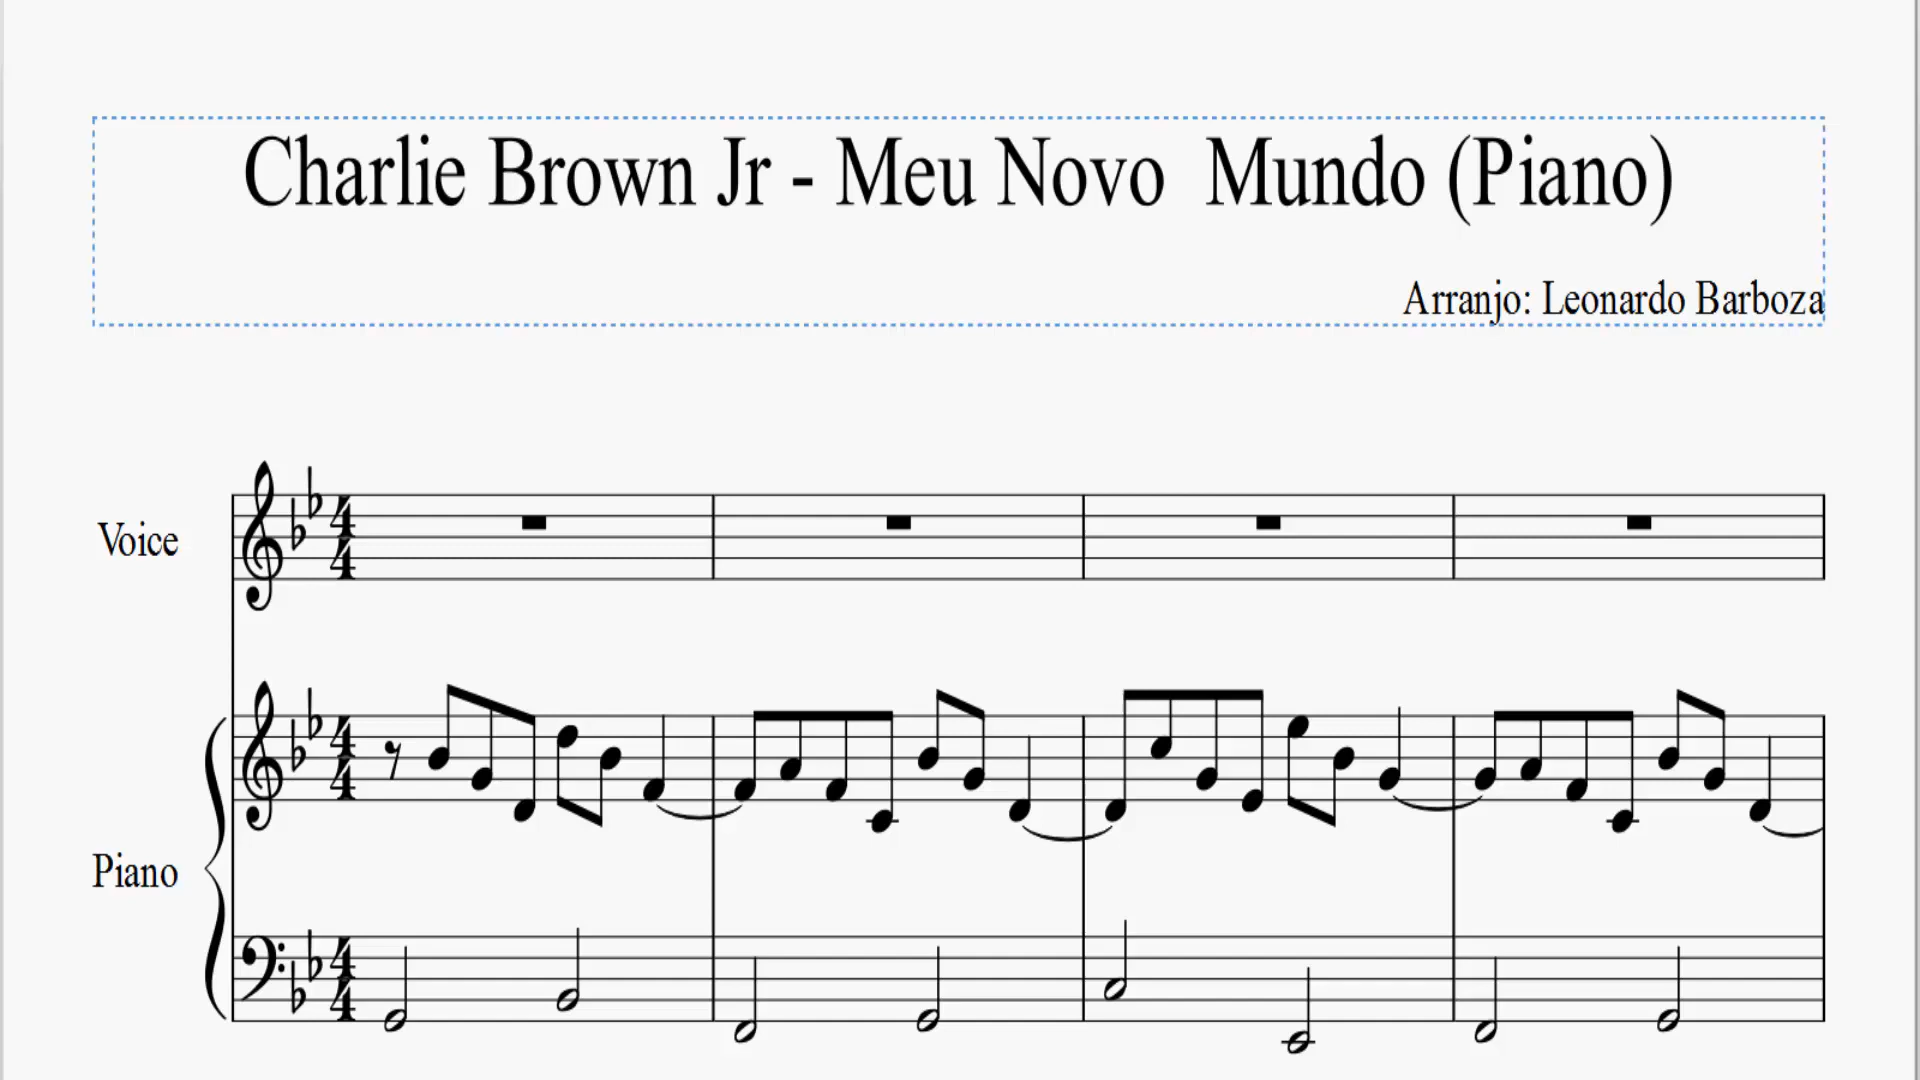 Charlie Brown Jr - Meu Novo  Mundo (Piano)
Arranjo: Leonardo Barboza
Voice
Piano